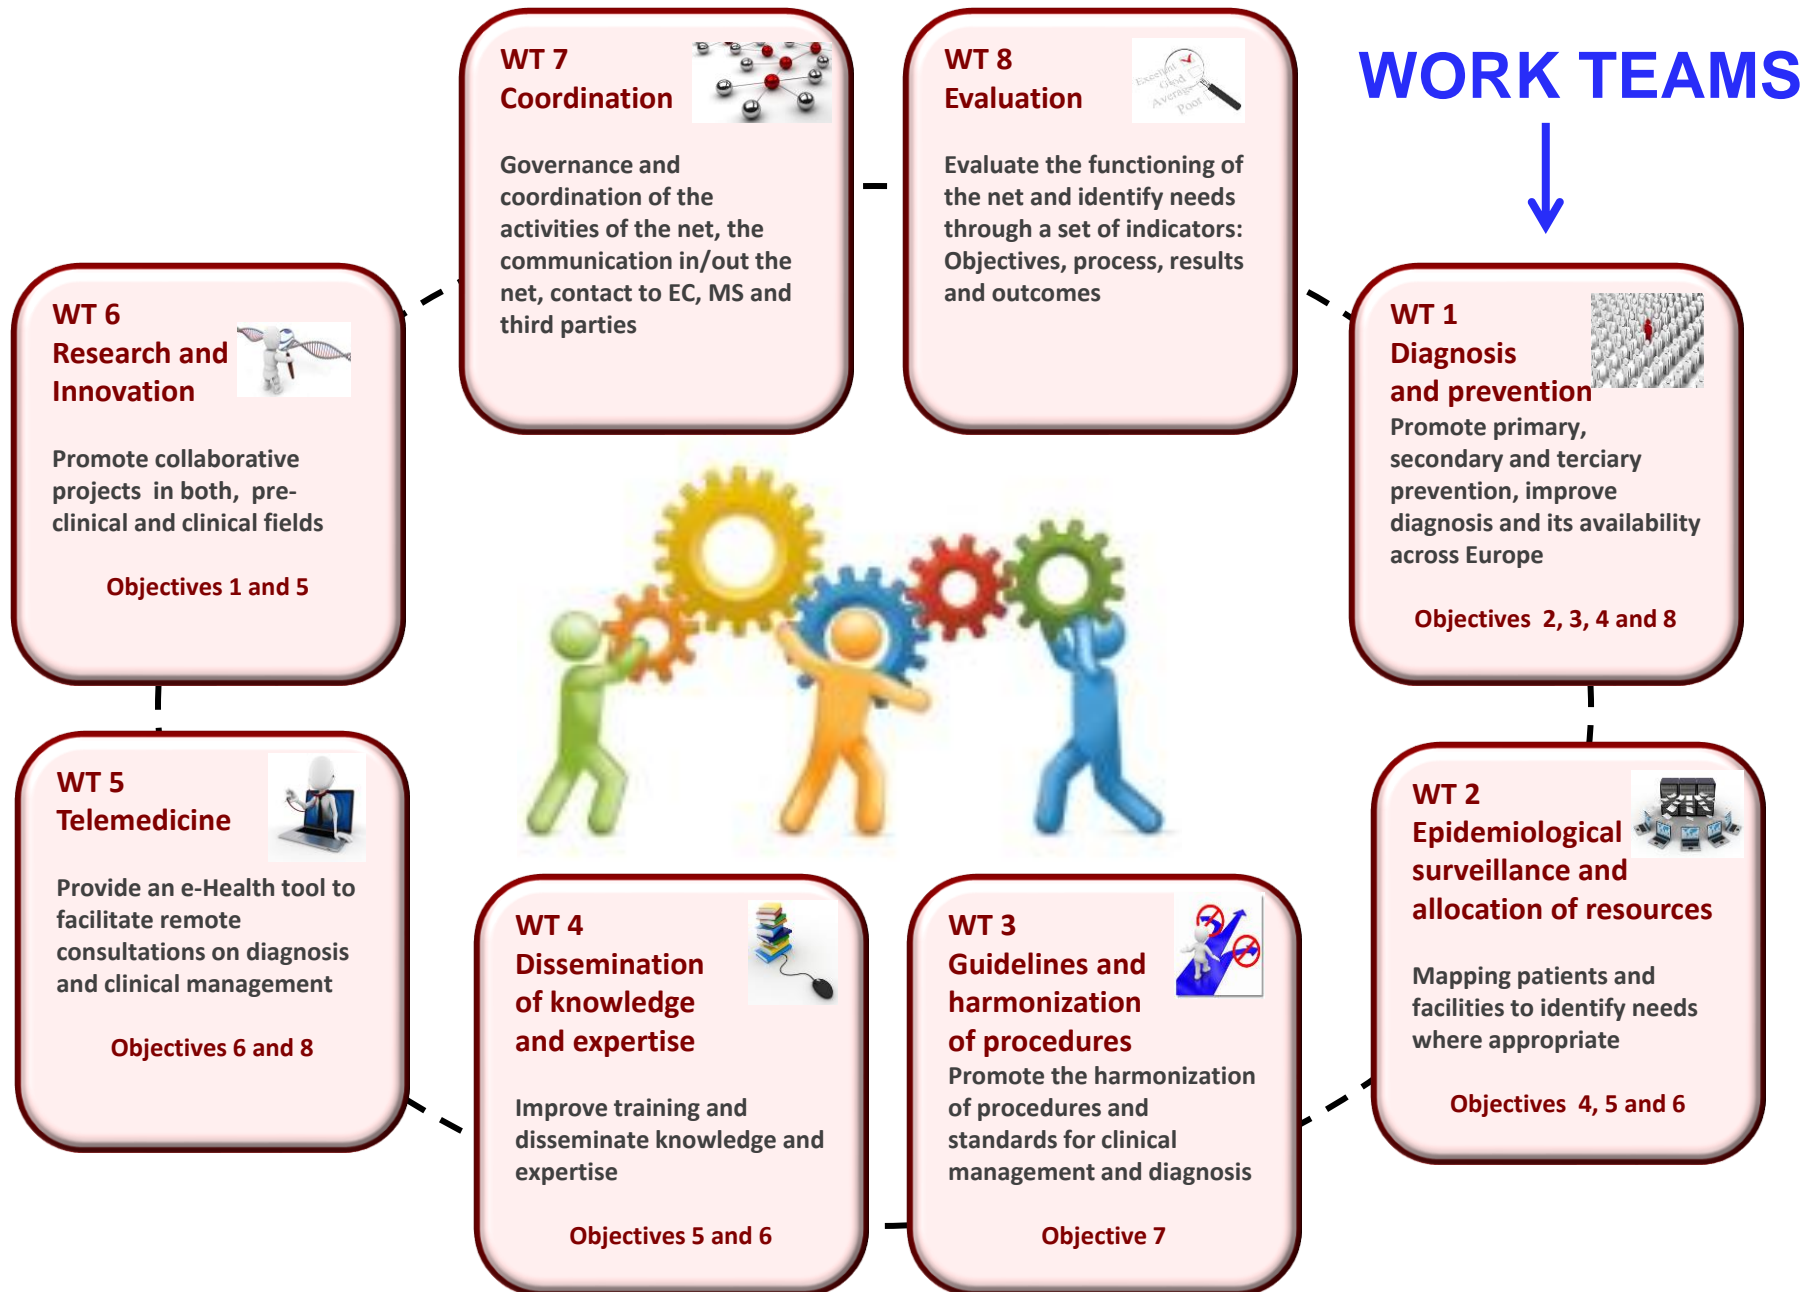 WORK TEAMS
WT 7
Coordination
Governance and
coordination of the
activities of the net, the
communication in/out the
net, contact to EC, MS and
third parties
WT 8
Evaluation
Excellent
Good
Average
Poor
Evaluate the functioning of
the net and identify needs
through a set of indicators:
Objectives, process, results
and outcomes
WT 1
Diagnosis
and prevention
Promote primary,
secondary and terciary
prevention, improve
diagnosis and its availability
across Europe
Objectives 2, 3, 4 and 8
WT 2
Epidemiological
surveillance and
allocation of resources
Mapping patients and
facilities to identify needs
where appropriate
Objectives 4, 5 and 6
WT 3
Guidelines and
harmonization
of procedures
Promote the harmonization
of procedures and
standards for clinical
management and diagnosis
Objective 7
WT 4
Dissemination
of knowledge
and expertise
Improve training and
disseminate knowledge and
expertise
Objectives 5 and 6
WT 5
Telemedicine
Provide an e-Health tool to
facilitate remote
consultations on diagnosis
and clinical management
Objectives 6 and 8
WT 6
Research and
Innovation
Promote collaborative
projects in both, pre-
clinical and clinical fields
Objectives 1 and 5